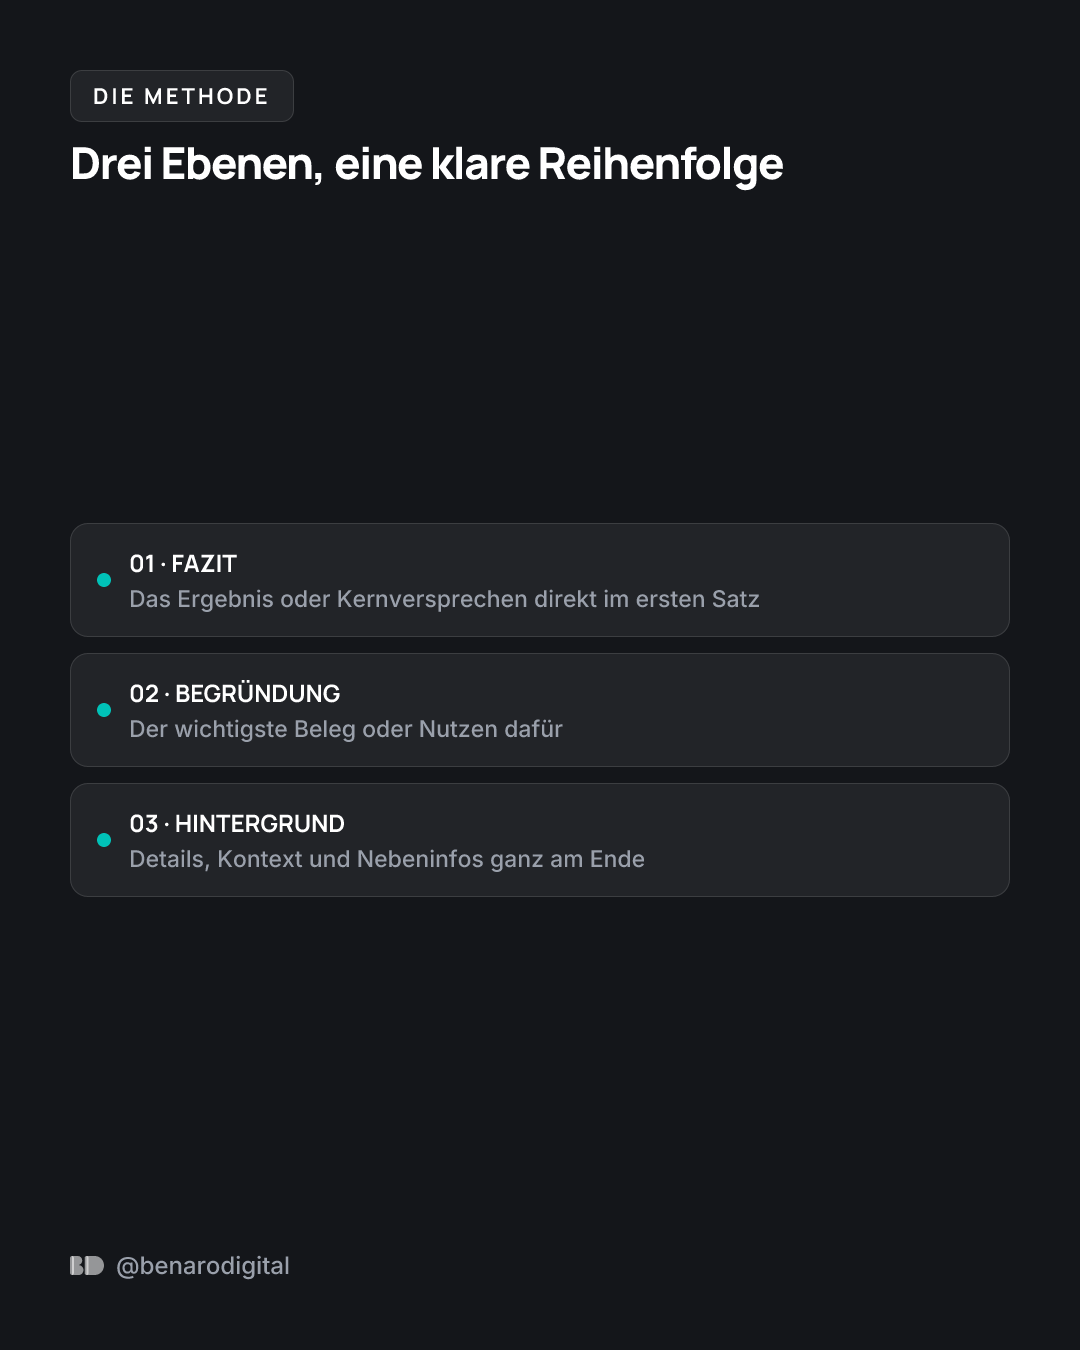 DIE METHODE
Drei Ebenen, eine klare Reihenfolge
01 · FAZIT
Das Ergebnis oder Kernversprechen direkt im ersten Satz
02 · BEGRÜNDUNG
Der wichtigste Beleg oder Nutzen dafür
03 · HINTERGRUND
Details, Kontext und Nebeninfos ganz am Ende
BD @benarodigital